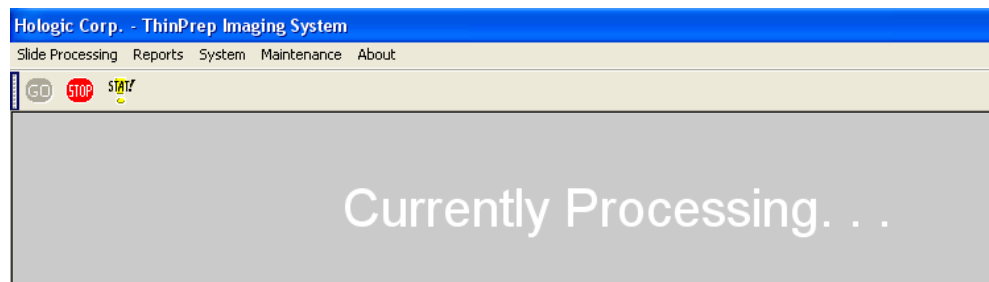 Hologic Corp. - ThinPrep Imaging System
Slide Processing Reports System Maintenance About
GO STOP STAT!
Currently Processing. . .